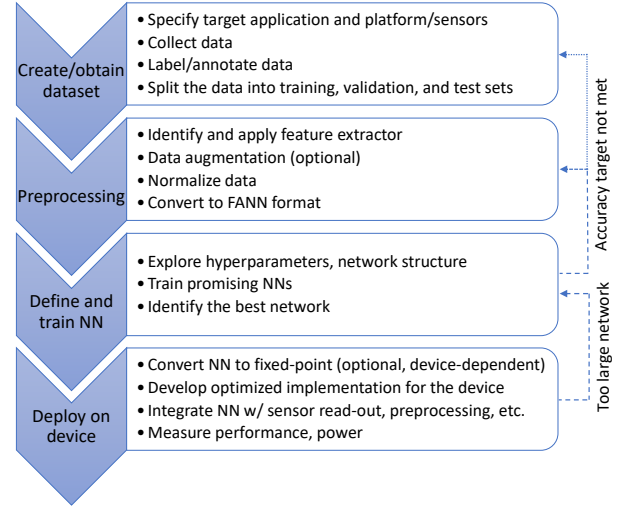 Create/obtain
dataset
• Specify target application and platform/sensors
• Collect data
• Label/annotate data
• Split the data into training, validation, and test sets
Preprocessing
• Identify and apply feature extractor
• Data augmentation (optional)
• Normalize data
• Convert to FANN format
Define and
train NN
• Explore hyperparameters, network structure
• Train promising NNs
• Identify the best network
Deploy on
device
• Convert NN to fixed-point (optional, device-dependent)
• Develop optimized implementation for the device
• Integrate NN w/ sensor read-out, preprocessing, etc.
• Measure performance, power
Accuracy target not met
Too large network